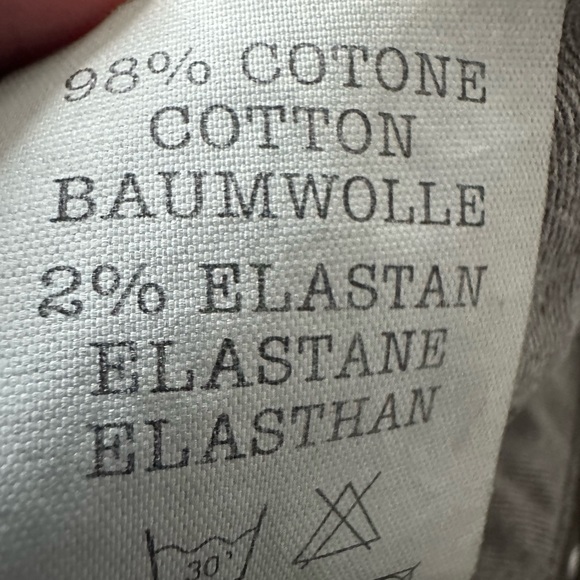 98% COTONE
COTTON
BAUMWOLLE
2% ELASTAN
ELASTANE
ELASTHAN
30°